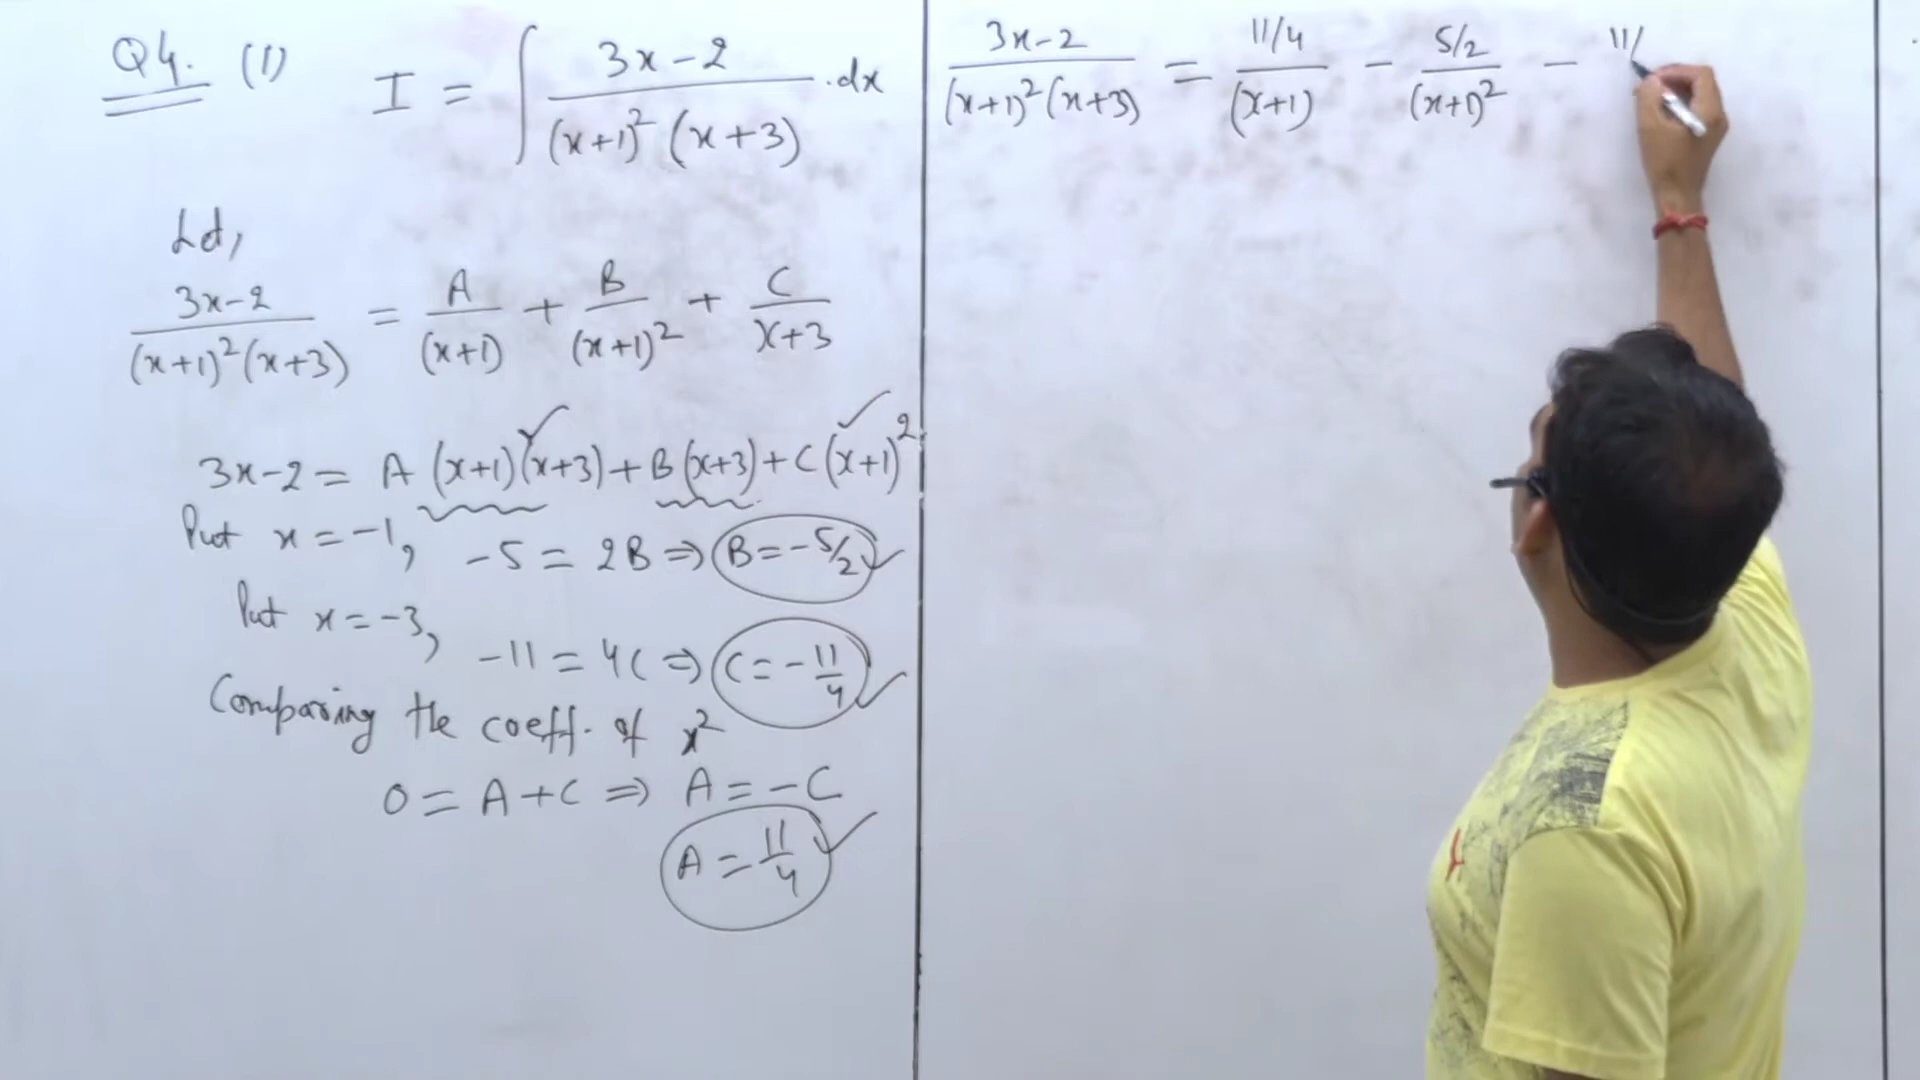 Q4. (1) I = ∫ 3x-2 / (x+1)² (x+3) .dx
Let,
3x-2 / (x+1)²(x+3) = A / (x+1) + B / (x+1)² + C / x+3
3x-2 = A (x+1)(x+3)+B(x+3)+C(x+1)²
Put x=-1, -5 = 2B ⇒ B=-5/2
Put x=-3,
-11 = 4C ⇒ C=-11/4
Comparing the coeff. of x²
0 = A+C ⇒ A=-C
A=11/4
3x-2 / (x+1)²(x+3) = 11/4 / (x+1) - 5/2 / (x+1)² - 11/